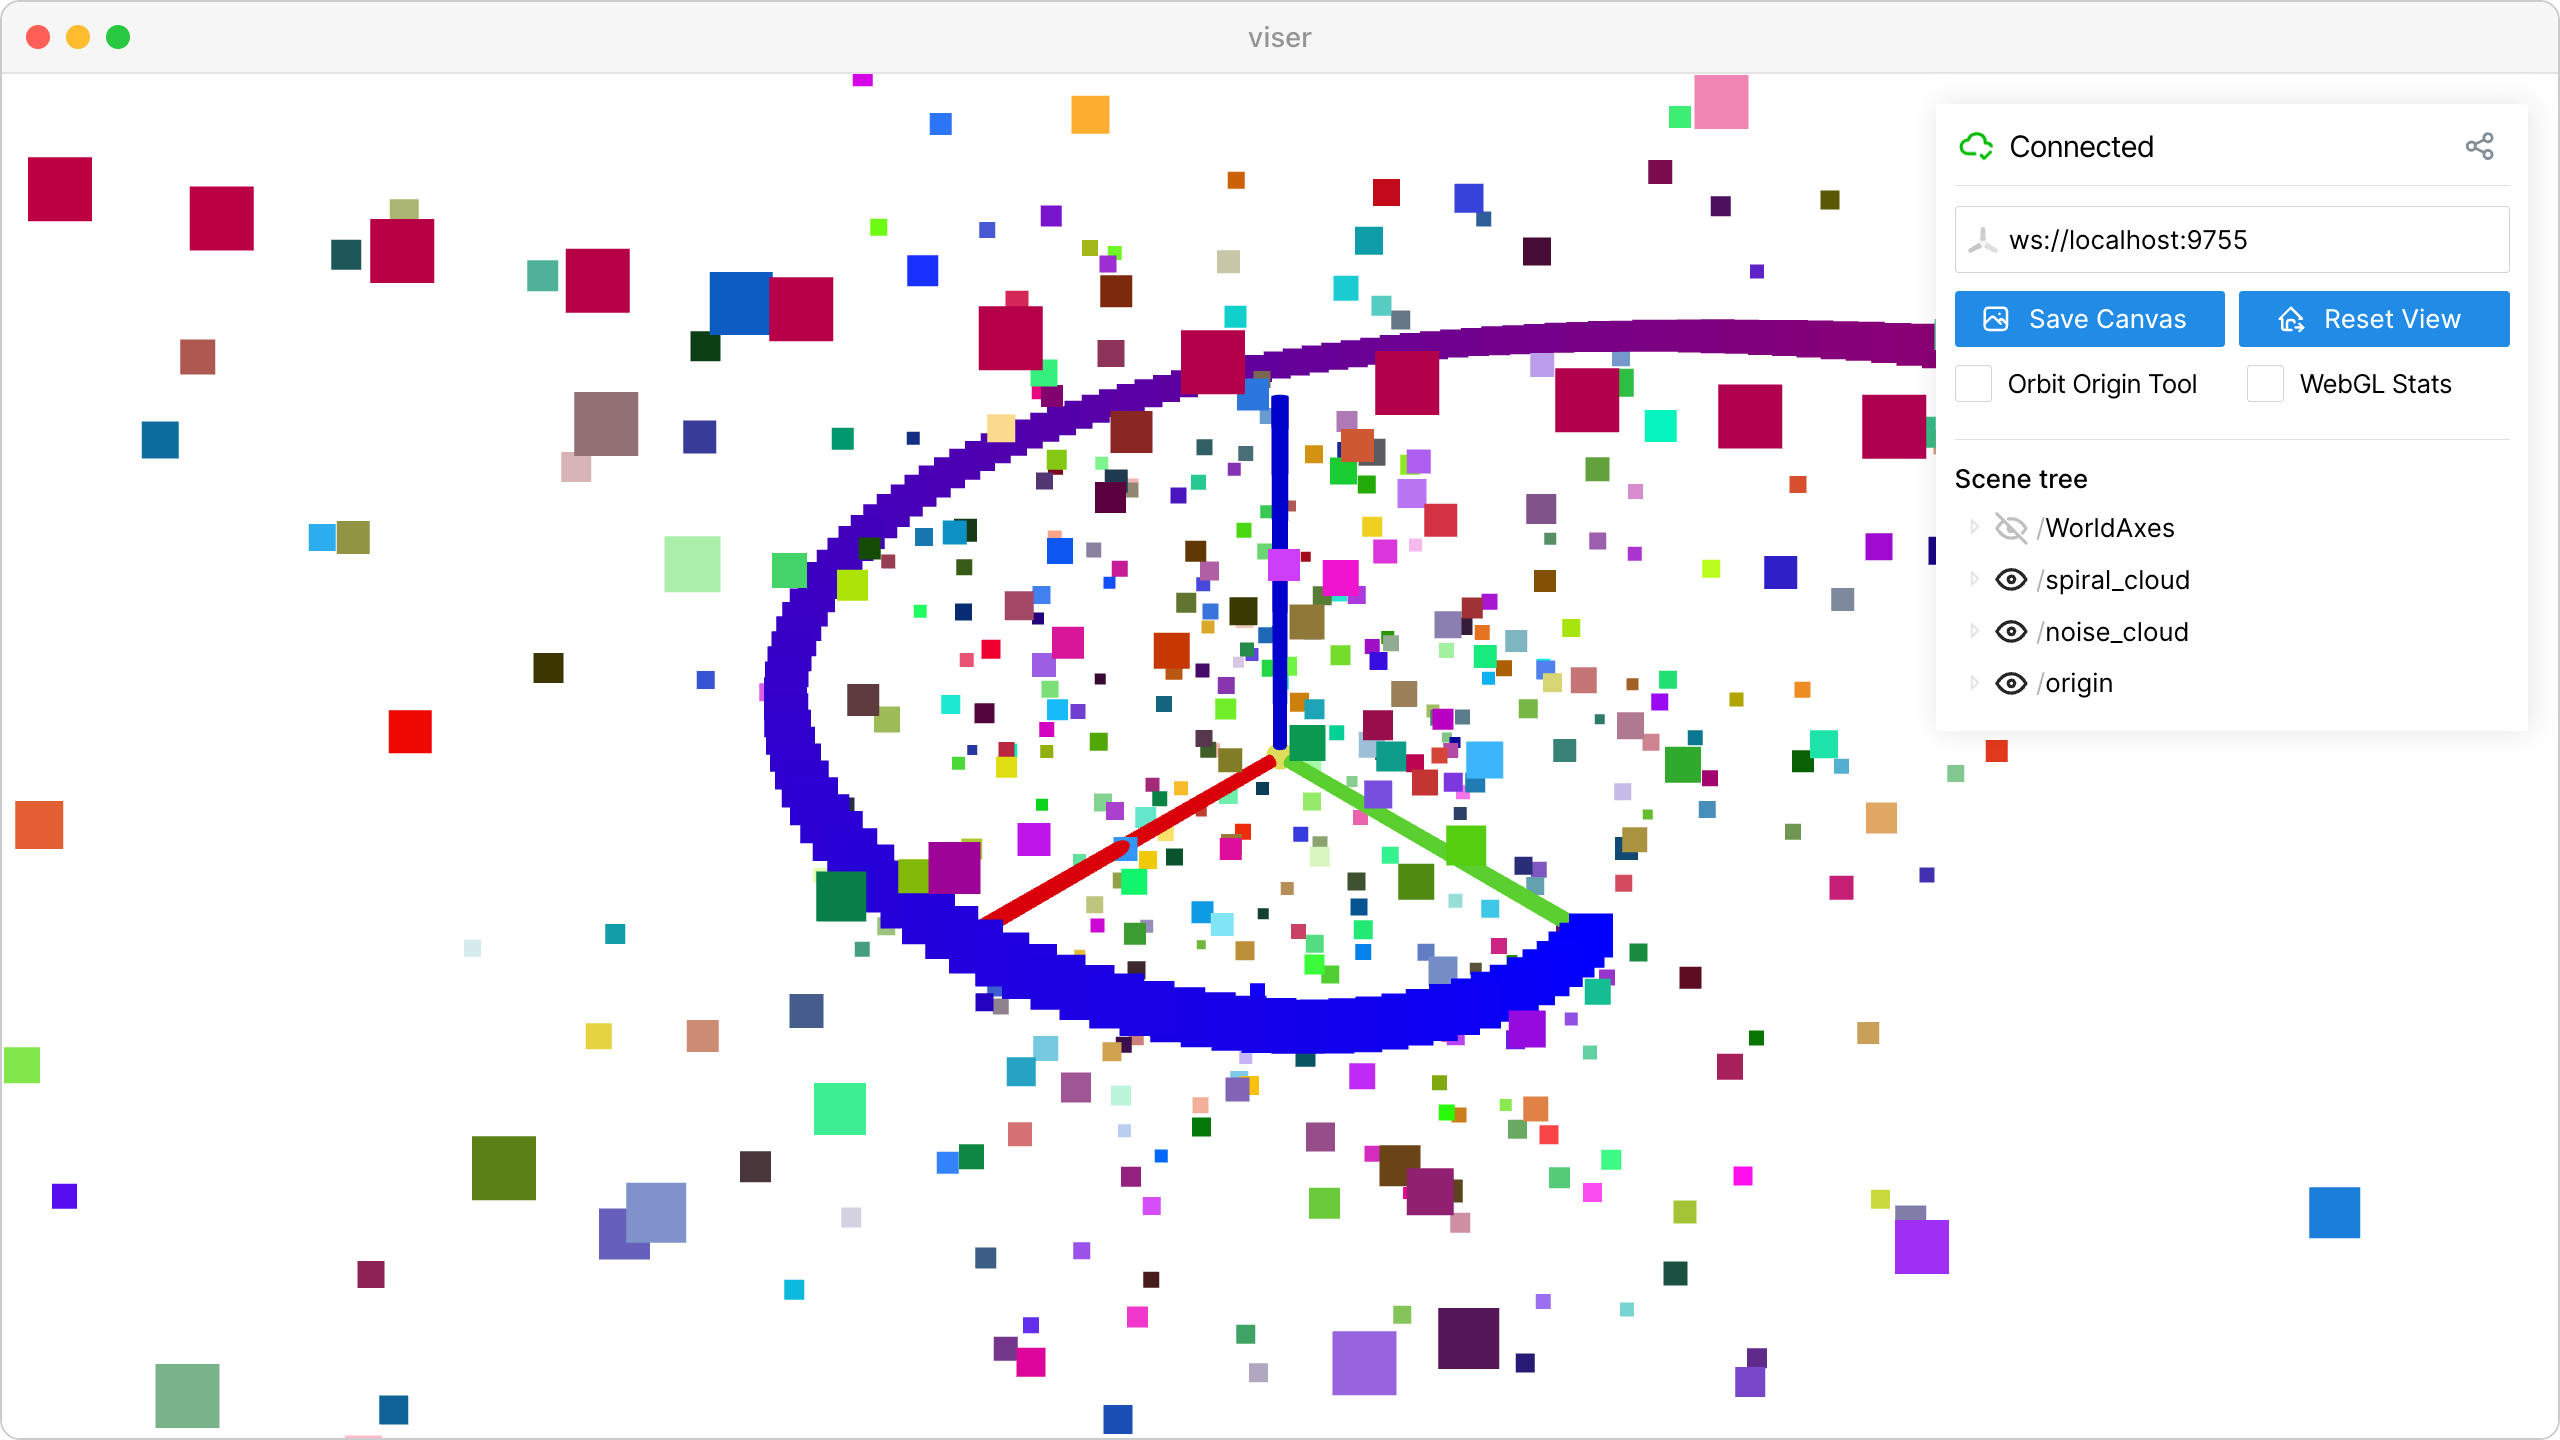 viser
Connected
ws://localhost:9755
Save Canvas
Reset View
Orbit Origin Tool
WebGL Stats
Scene tree
/WorldAxes
/spiral_cloud
/noise_cloud
/origin